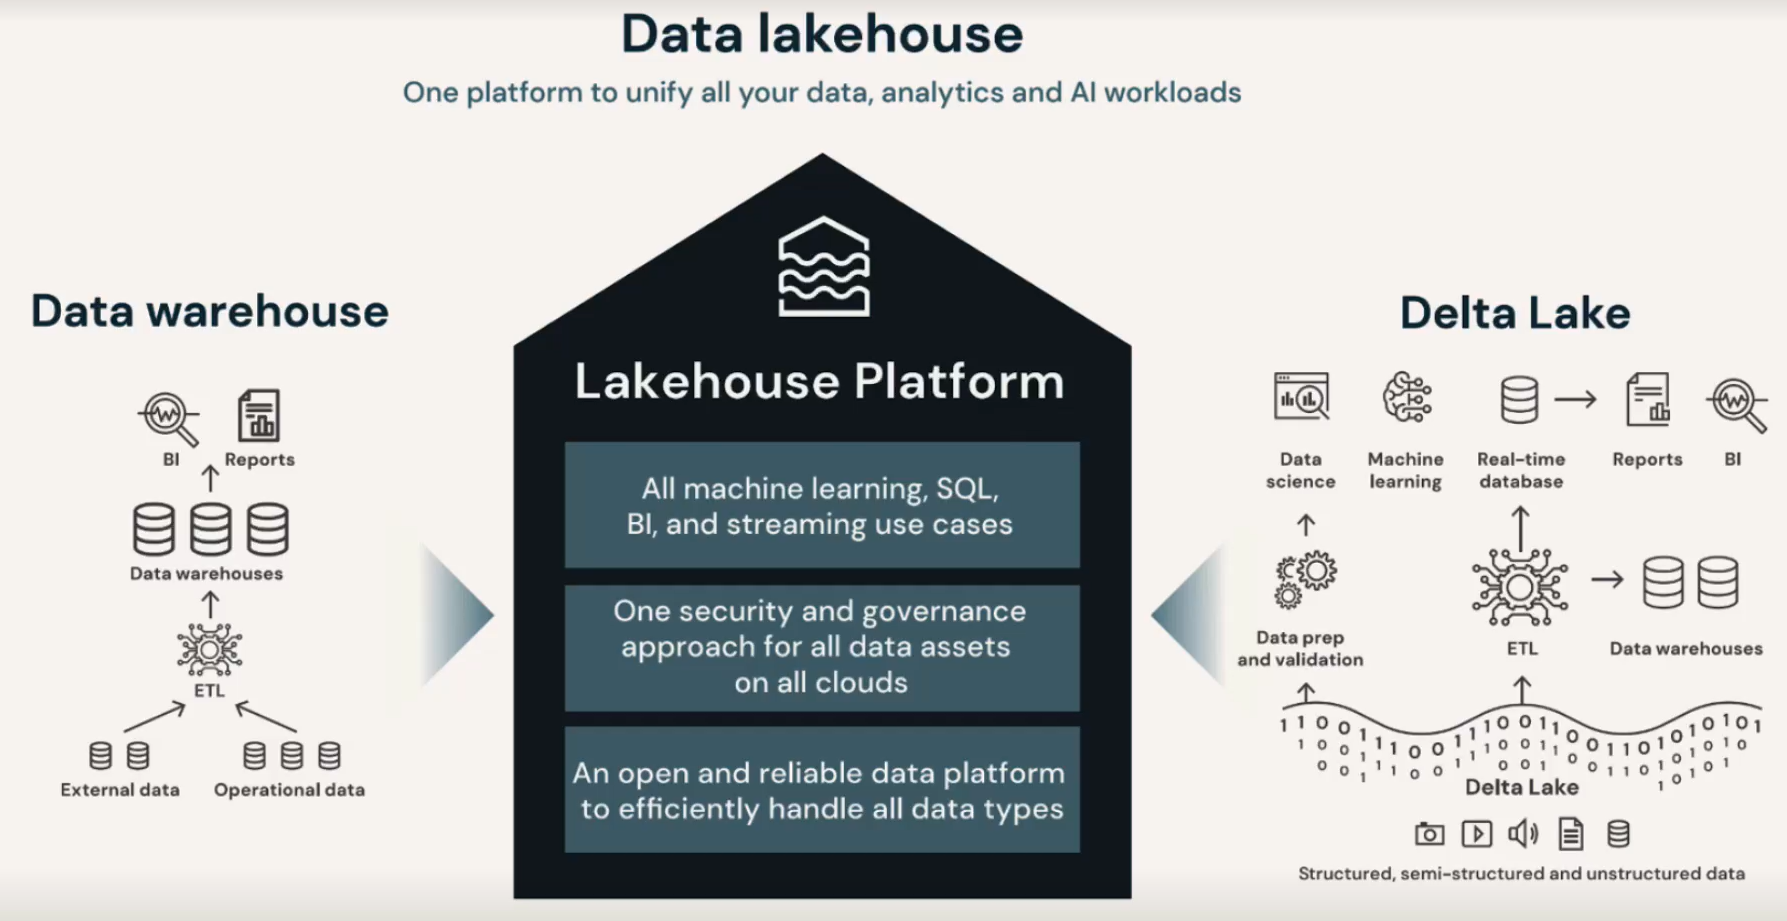 Data lakehouse
One platform to unify all your data, analytics and AI workloads
Data warehouse
BI
Reports
Data warehouses
ETL
External data
Operational data
Lakehouse Platform
All machine learning, SQL,
BI, and streaming use cases
One security and governance
approach for all data assets
on all clouds
An open and reliable data platform
to efficiently handle all data types
Delta Lake
Data
science
Machine
learning
Real-time
database
Reports
BI
Data prep
and validation
ETL
Data warehouses
Delta Lake
Structured, semi-structured and unstructured data